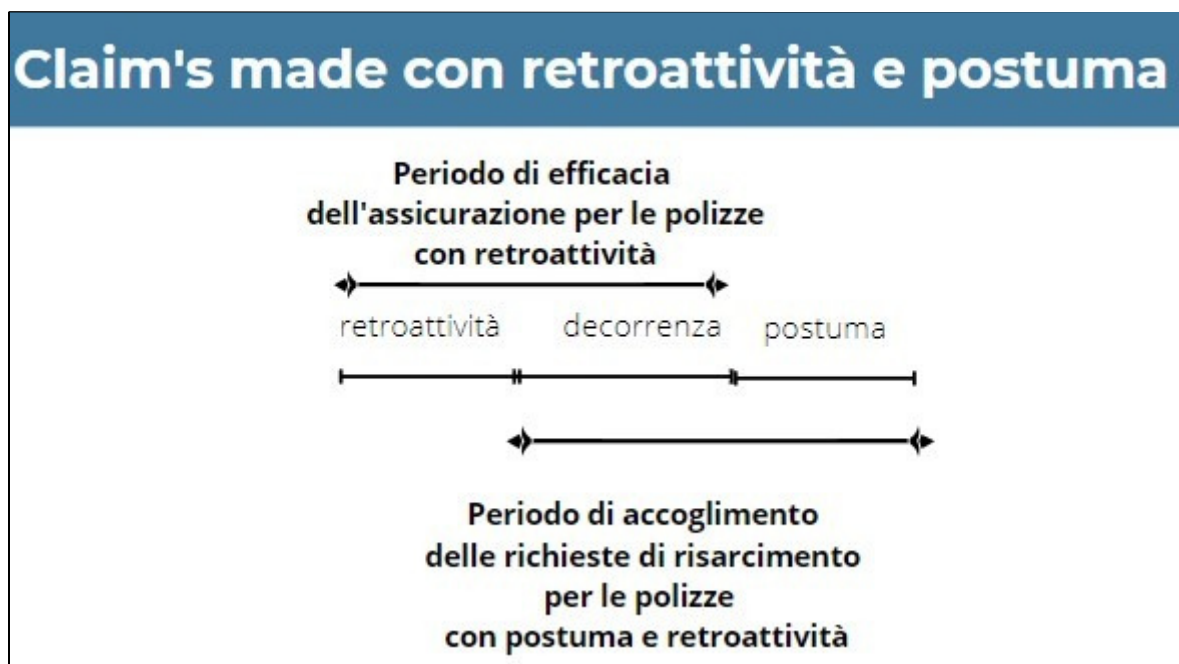 Claim's made con retroattività e postuma
Periodo di efficacia
dell'assicurazione per le polizze
con retroattività
retroattività decorrenza postuma
Periodo di accoglimento
delle richieste di risarcimento
per le polizze
con postuma e retroattività